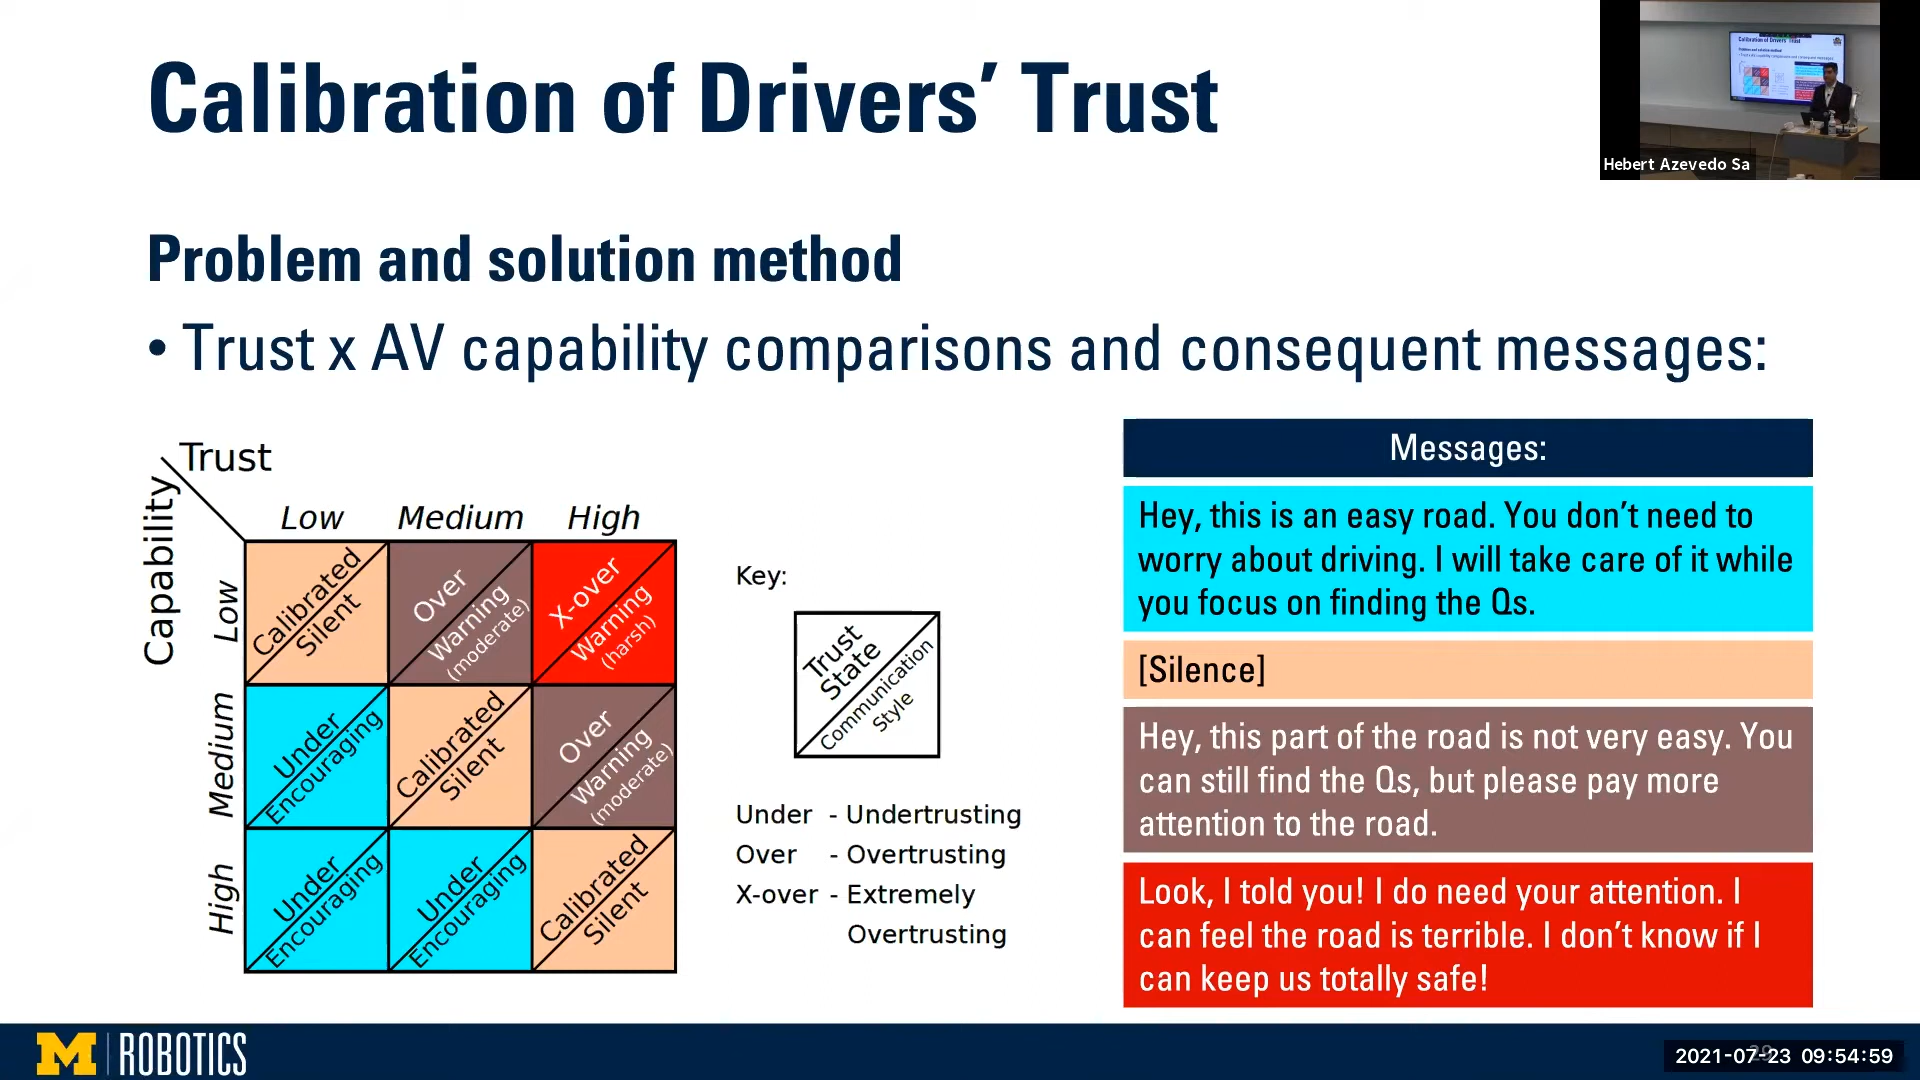 Calibration of Drivers’ Trust
Hebert Azevedo Sa
Problem and solution method
• Trust x AV capability comparisons and consequent messages:
Trust
Capability
Low Medium High
Low
Calibrated
Silent
Over
Warning
(moderate)
X-over
Warning
(harsh)
Medium
Under
Encouraging
Calibrated
Silent
Over
Warning
(moderate)
High
Under
Encouraging
Under
Encouraging
Calibrated
Silent
Key:
Trust
State
Communication
Style
Under - Undertrusting
Over - Overtrusting
X-over - Extremely
Overtrusting
Messages:
Hey, this is an easy road. You don’t need to
worry about driving. I will take care of it while
you focus on finding the Qs.
[Silence]
Hey, this part of the road is not very easy. You
can still find the Qs, but please pay more
attention to the road.
Look, I told you! I do need your attention. I
can feel the road is terrible. I don’t know if I
can keep us totally safe!
M ROBOTICS
2021-07-23 09:54:59